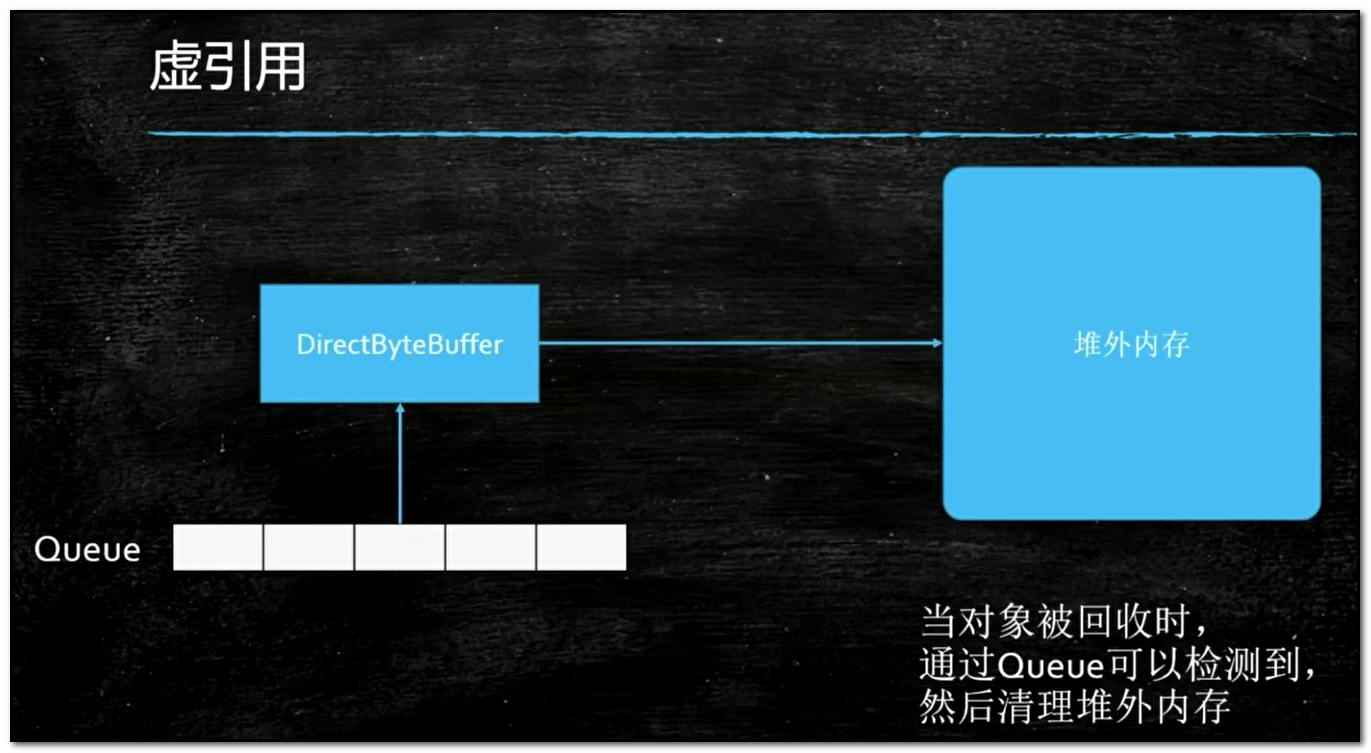 虚引用
DirectByteBuffer
堆外内存
Queue
当对象被回收时，
通过Queue可以检测到，
然后清理堆外内存